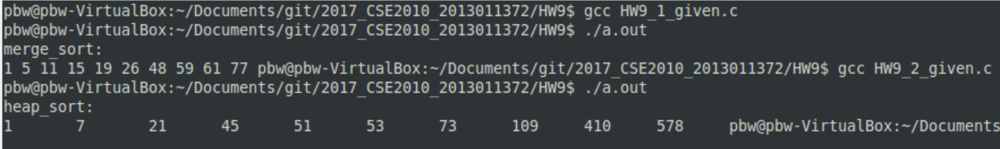 pbw@pbw-VirtualBox:~/Documents/git/2017_CSE2010_2013011372/HW9$ gcc HW9_1_given.c
pbw@pbw-VirtualBox:~/Documents/git/2017_CSE2010_2013011372/HW9$ ./a.out
merge_sort:
1 5 11 15 19 26 48 59 61 77 pbw@pbw-VirtualBox:~/Documents/git/2017_CSE2010_2013011372/HW9$ gcc HW9_2_given.c
pbw@pbw-VirtualBox:~/Documents/git/2017_CSE2010_2013011372/HW9$ ./a.out
heap_sort:
1 7 21 45 51 53 73 109 410 578 pbw@pbw-VirtualBox:~/Documents